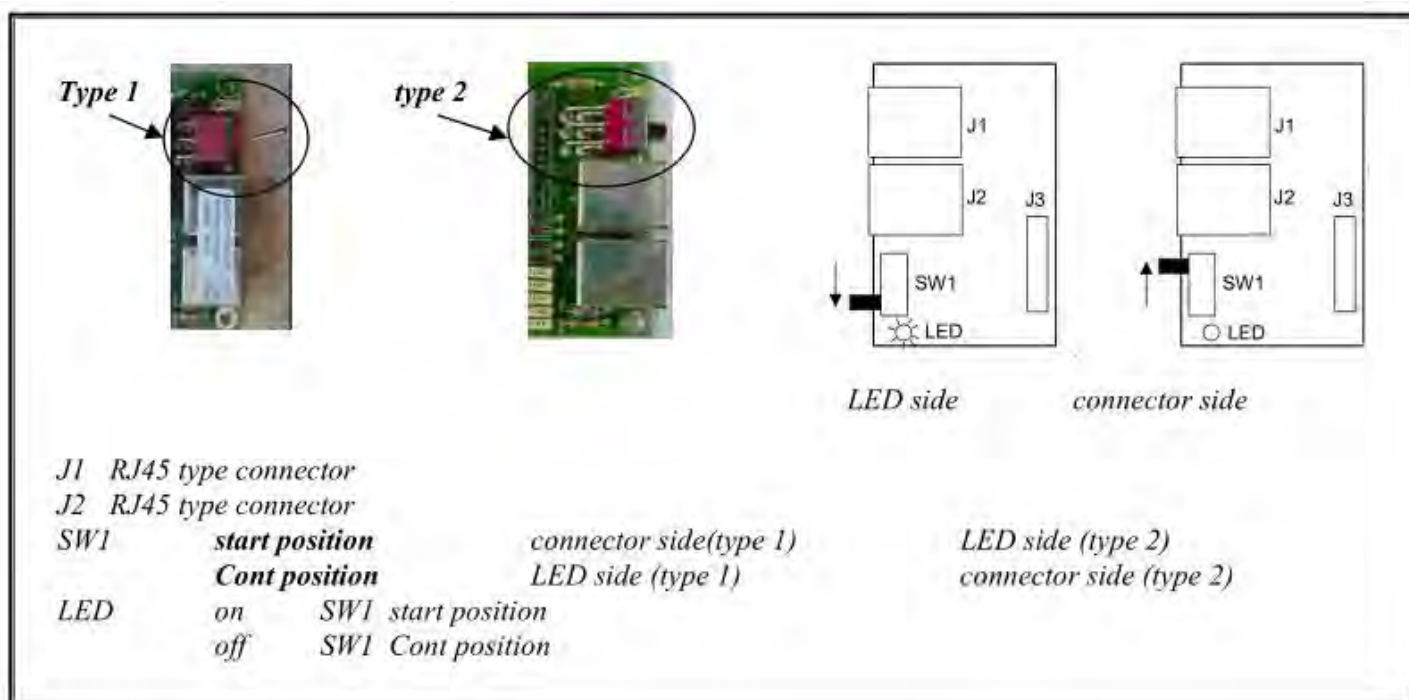 Type 1
type 2
J1
J2
J3
SW1
LED
J1
J2
J3
SW1
LED
LED side connector side
J1 RJ45 type connector
J2 RJ45 type connector
SW1 start position connector side(type 1) LED side (type 2)
Cont position LED side (type 1) connector side (type 2)
LED on SW1 start position
off SW1 Cont position